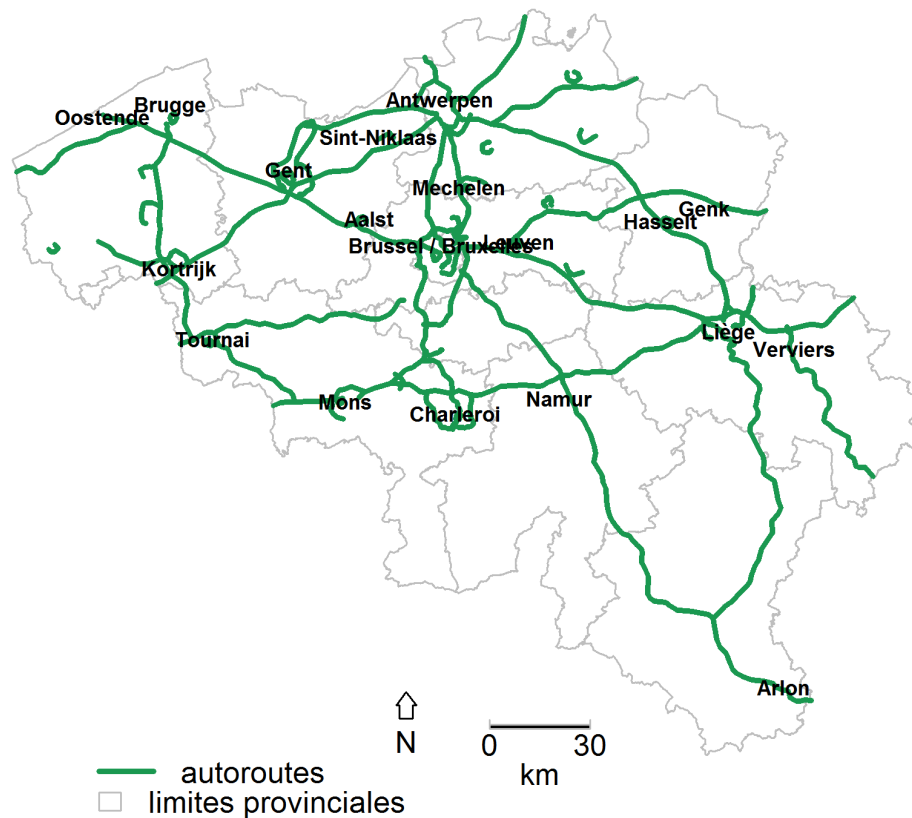 Antwerpen
Brugge
Oostende
Sint-Niklaas
Gent
Mechelen
Genk
Aalst
Hasselt
Leuven
Brussel / Bruxelles
Kortrijk
Liège
Tournai
Verviers
Namur
Mons
Charleroi
Arlon
N
0 30
km
autoroutes
limites provinciales